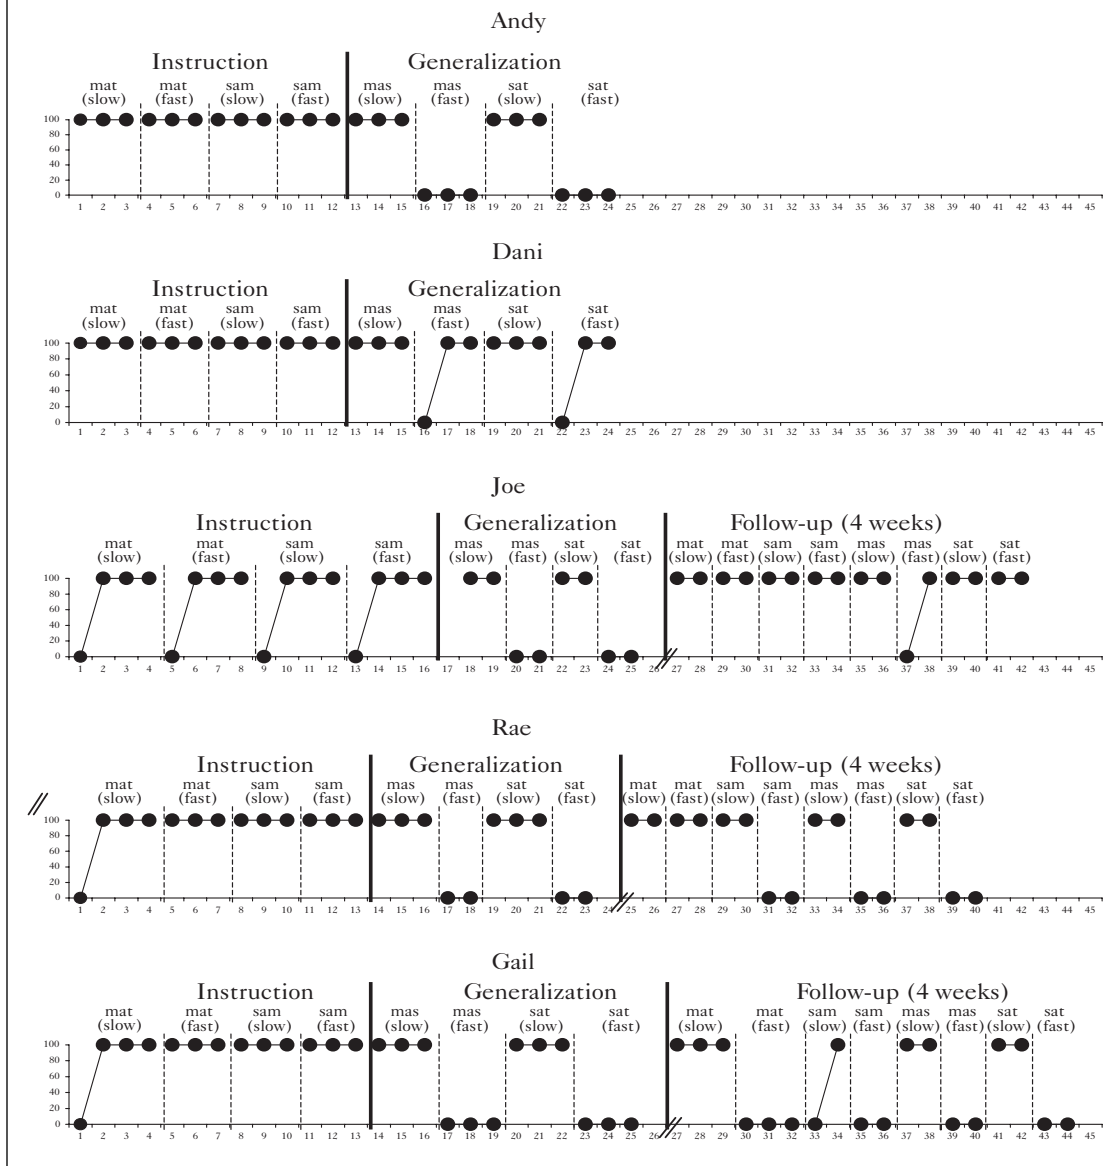 Andy
Instruction Generalization
mat mat sam sam mas mas sat sat
(slow) (fast) (slow) (fast) (slow) (fast) (slow) (fast)
100
80
60
40
20
0
1 2 3 4 5 6 7 8 9 10 11 12 13 14 15 16 17 18 19 20 21 22 23 24 25 26 27 28 29 30 31 32 33 34 35 36 37 38 39 40 41 42 43 44 45
Dani
Instruction Generalization
mat mat sam sam mas mas sat sat
(slow) (fast) (slow) (fast) (slow) (fast) (slow) (fast)
100
80
60
40
20
0
1 2 3 4 5 6 7 8 9 10 11 12 13 14 15 16 17 18 19 20 21 22 23 24 25 26 27 28 29 30 31 32 33 34 35 36 37 38 39 40 41 42 43 44 45
Joe
Instruction Generalization Follow-up (4 weeks)
mat mat sam sam mas mas sat sat mat mat sam sam mas mas sat sat
(slow) (fast) (slow) (fast) (slow) (fast) (slow) (fast) (slow) (fast) (slow) (fast) (slow) (fast) (slow) (fast)
100
80
60
40
20
0
1 2 3 4 5 6 7 8 9 10 11 12 13 14 15 16 17 18 19 20 21 22 23 24 25 26 27 28 29 30 31 32 33 34 35 36 37 38 39 40 41 42 43 44 45
Rae
Instruction Generalization Follow-up (4 weeks)
mat mat sam sam mas mas sat sat mat mat sam sam mas mas sat sat
(slow) (fast) (slow) (fast) (slow) (fast) (slow) (fast) (slow) (fast) (slow) (fast) (slow) (fast) (slow) (fast)
100
80
60
40
20
0
1 2 3 4 5 6 7 8 9 10 11 12 13 14 15 16 17 18 19 20 21 22 23 24 25 26 27 28 29 30 31 32 33 34 35 36 37 38 39 40 41 42 43 44 45
Gail
Instruction Generalization Follow-up (4 weeks)
mat mat sam sam mas mas sat sat mat mat sam sam mas mas sat sat
(slow) (fast) (slow) (fast) (slow) (fast) (slow) (fast) (slow) (fast) (slow) (fast) (slow) (fast) (slow) (fast)
100
80
60
40
20
0
1 2 3 4 5 6 7 8 9 10 11 12 13 14 15 16 17 18 19 20 21 22 23 24 25 26 27 28 29 30 31 32 33 34 35 36 37 38 39 40 41 42 43 44 45